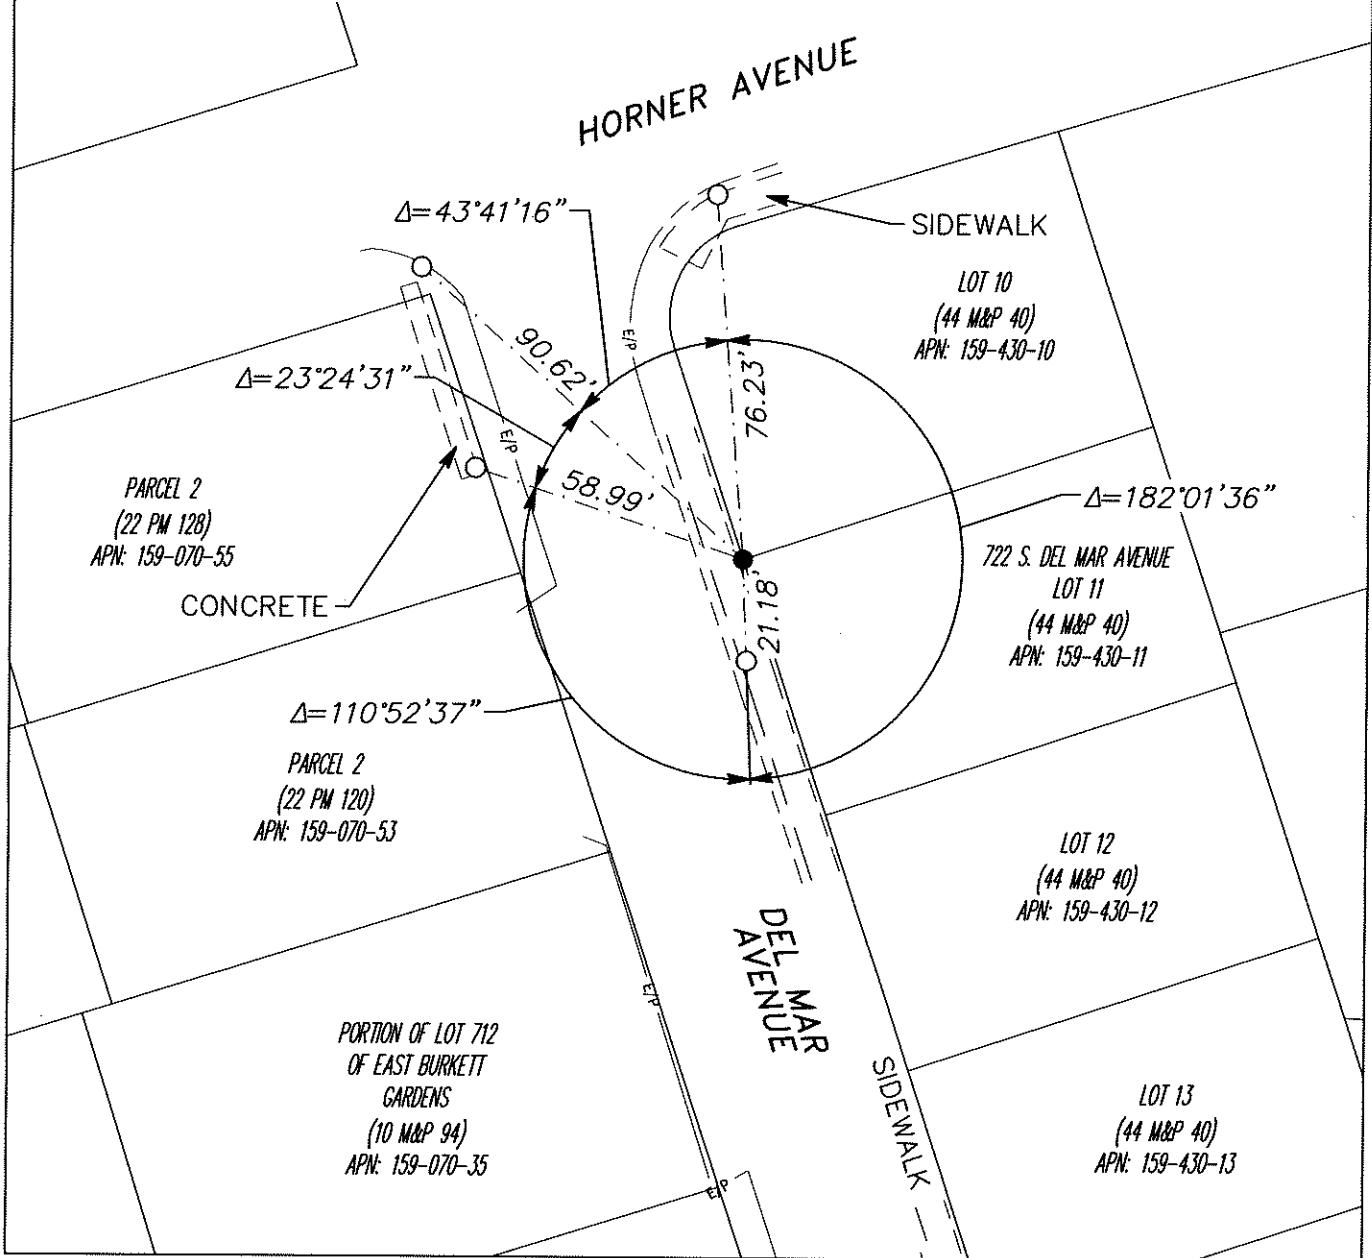 HORNER AVENUE
Δ=43°41'16"
SIDEWALK
LOT 10
(44 M&P 40)
APN: 159-430-10
E/P
90.62'
76.23'
Δ=23°24'31"
E/P
58.99'
PARCEL 2
(22 PM 128)
APN: 159-070-55
Δ=182°01'36"
722 S. DEL MAR AVENUE
LOT 11
(44 M&P 40)
APN: 159-430-11
CONCRETE
21.18'
Δ=110°52'37"
PARCEL 2
(22 PM 120)
APN: 159-070-53
LOT 12
(44 M&P 40)
APN: 159-430-12
DEL MAR
AVENUE
E/P
PORTION OF LOT 712
OF EAST BURKETT
GARDENS
(10 M&P 94)
APN: 159-070-35
SIDEWALK
LOT 13
(44 M&P 40)
APN: 159-430-13
E/P